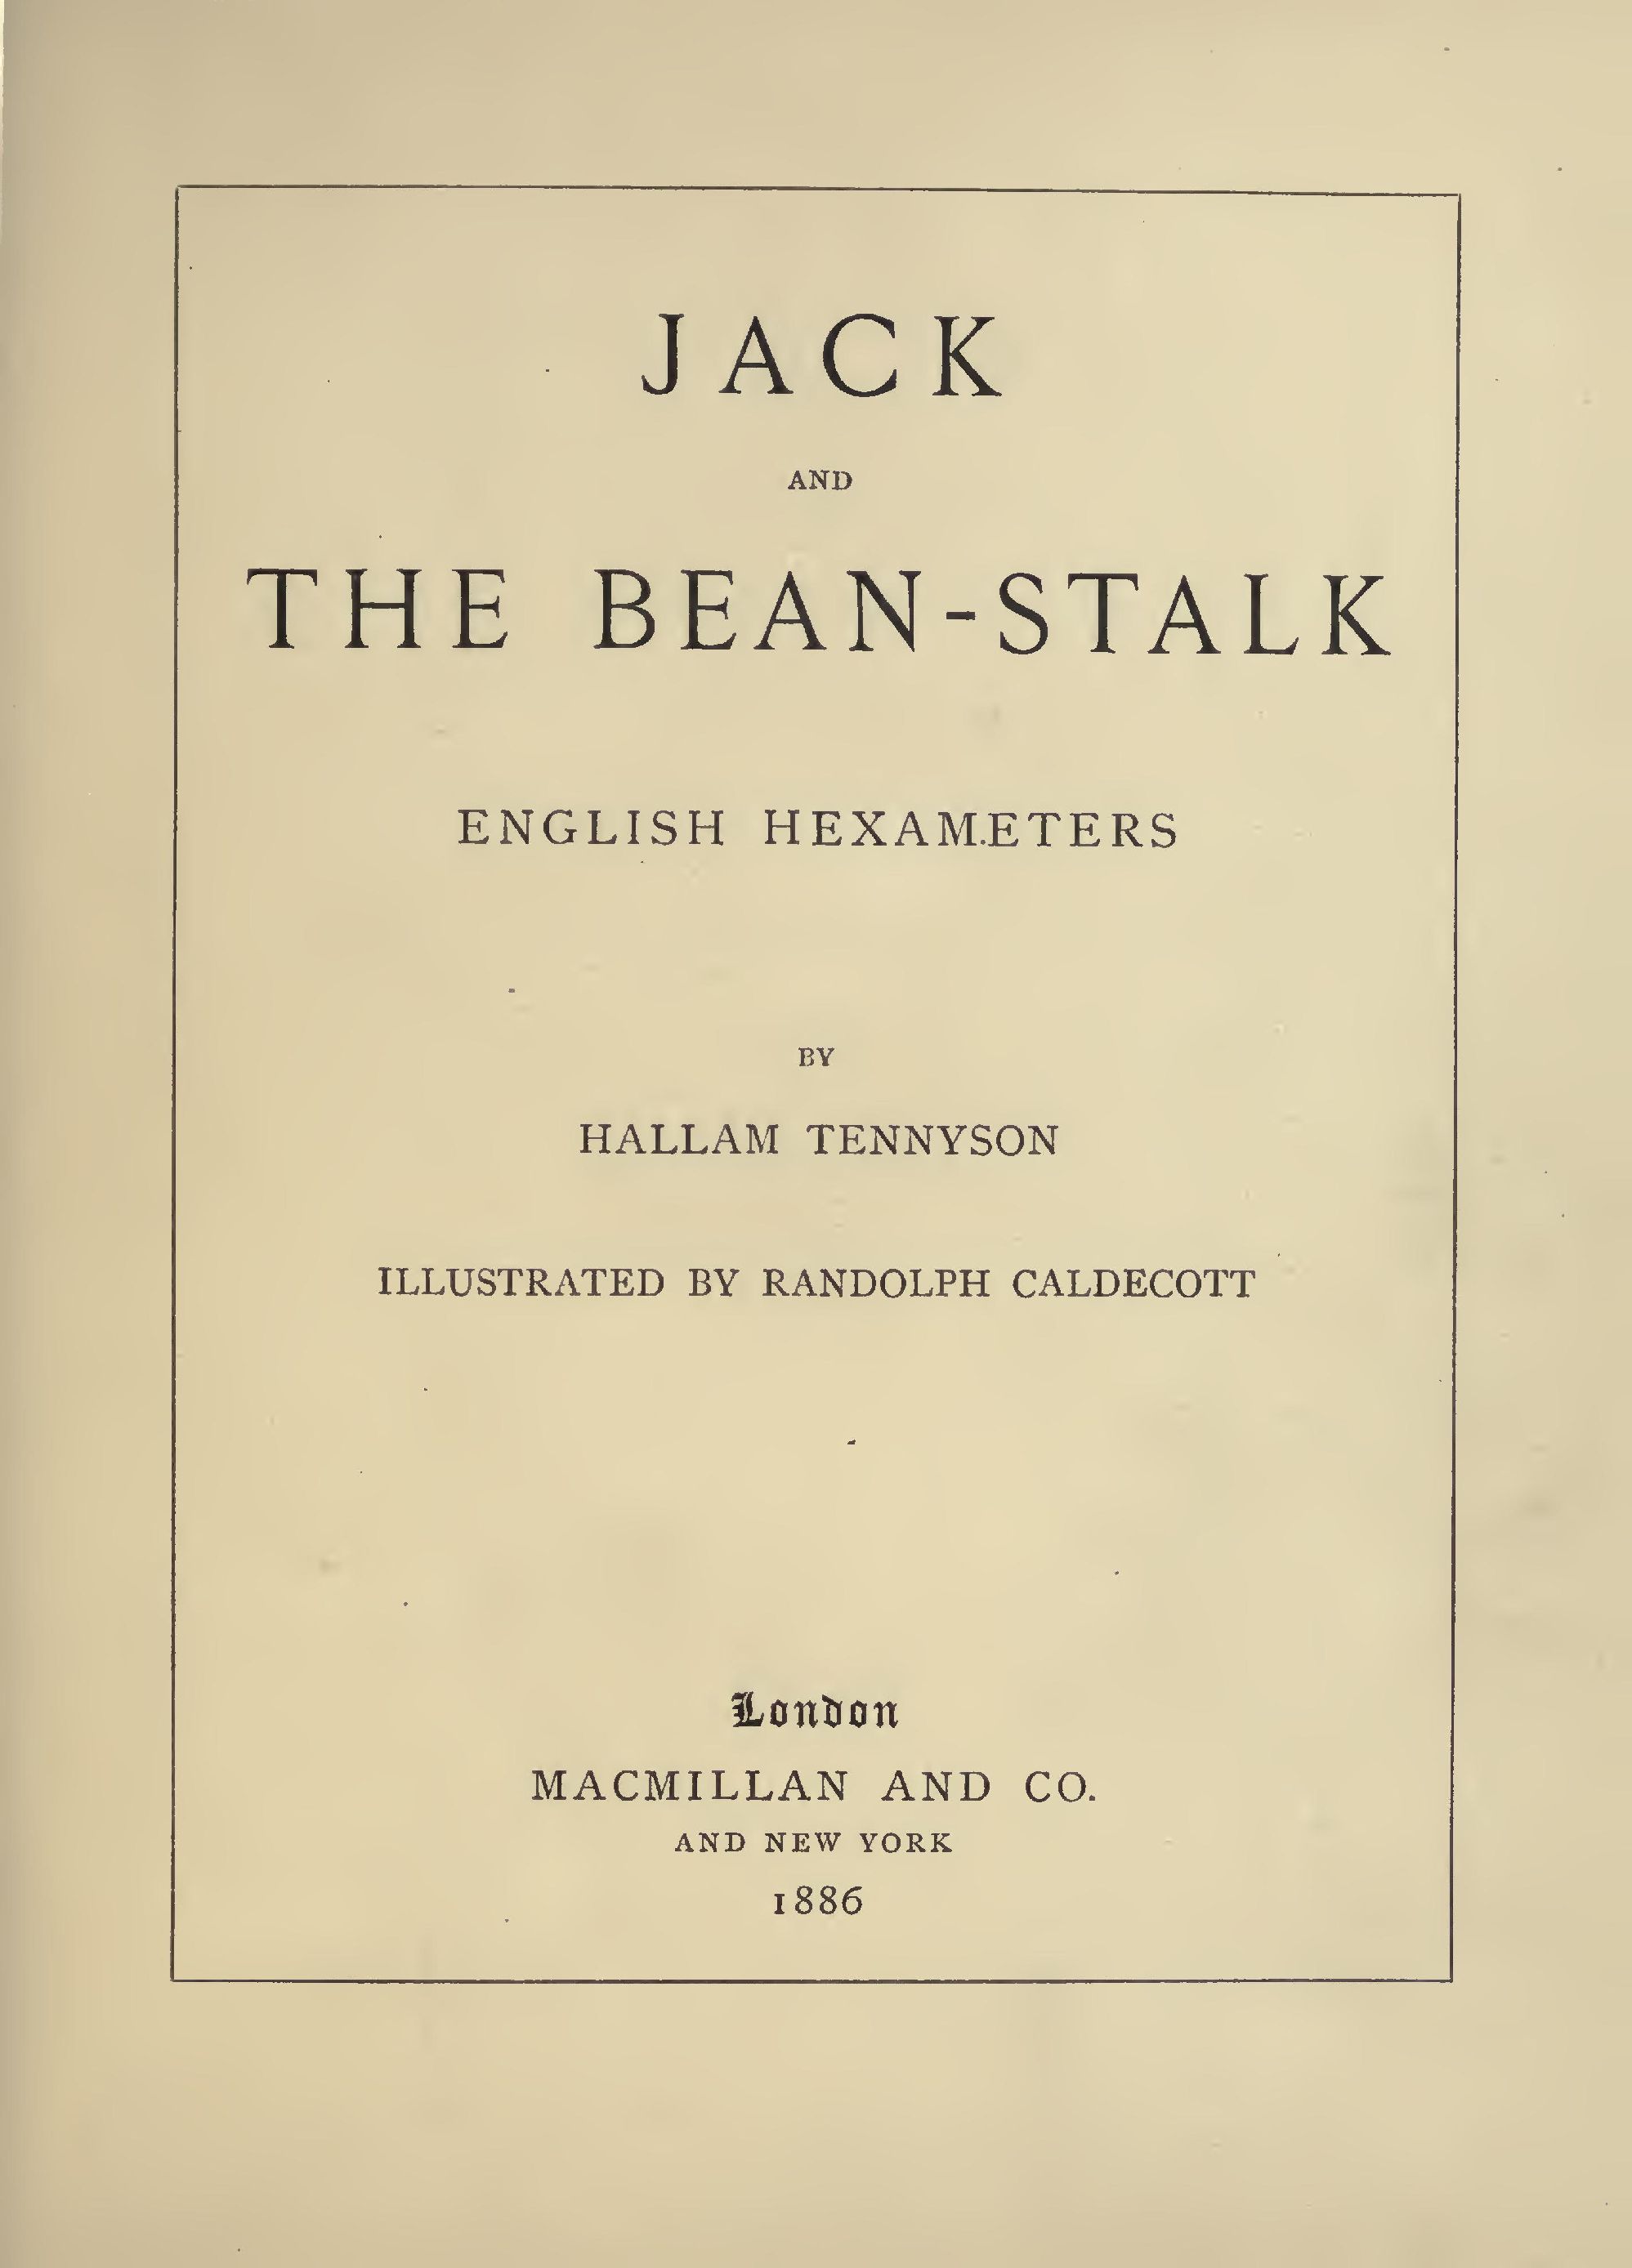 JACK
AND
THE BEAN-STALK
ENGLISH HEXAMETERS
BY
HALLAM TENNYSON
ILLUSTRATED BY RANDOLPH CALDECOTT
London
MACMILLAN AND CO.
AND NEW YORK
1886